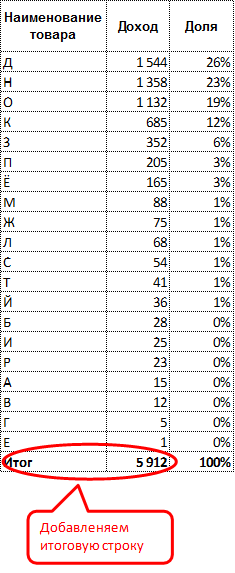 Наименование товара Доход Доля
Д 1 544 26%
Н 1 358 23%
О 1 132 19%
К 685 12%
З 352 6%
П 205 3%
Ё 165 3%
М 88 1%
Ж 75 1%
Л 68 1%
С 54 1%
Т 41 1%
Й 36 1%
Б 28 0%
И 25 0%
Р 23 0%
А 15 0%
В 12 0%
Г 5 0%
Е 1 0%
Итог 5 912 100%
Добавленяем
итоговую строку